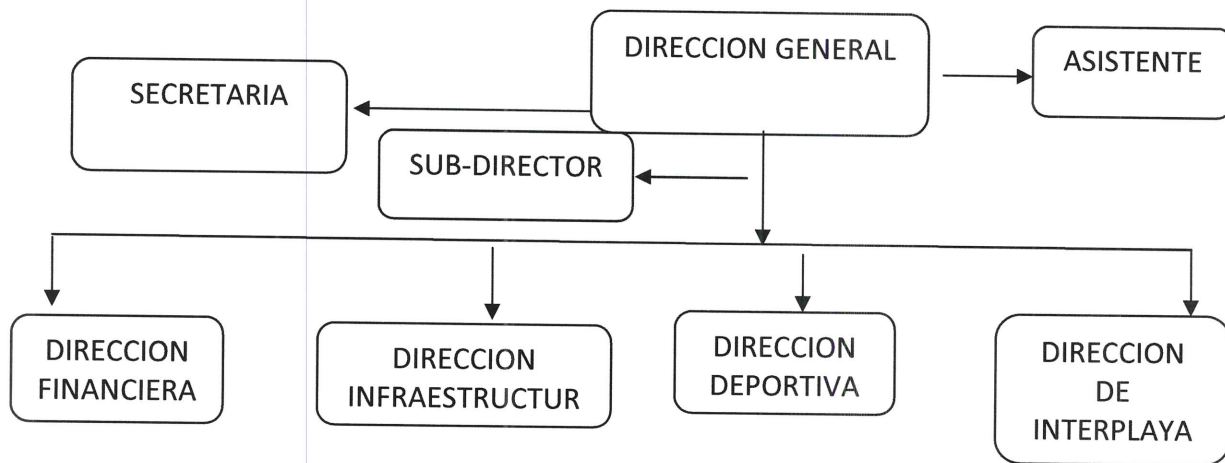 DIRECCION GENERAL
ASISTENTE
SECRETARIA
SUB-DIRECTOR
DIRECCION
FINANCIERA
DIRECCION
INFRAESTRUCTUR
DIRECCION
DEPORTIVA
DIRECCION
DE
INTERPLAYA